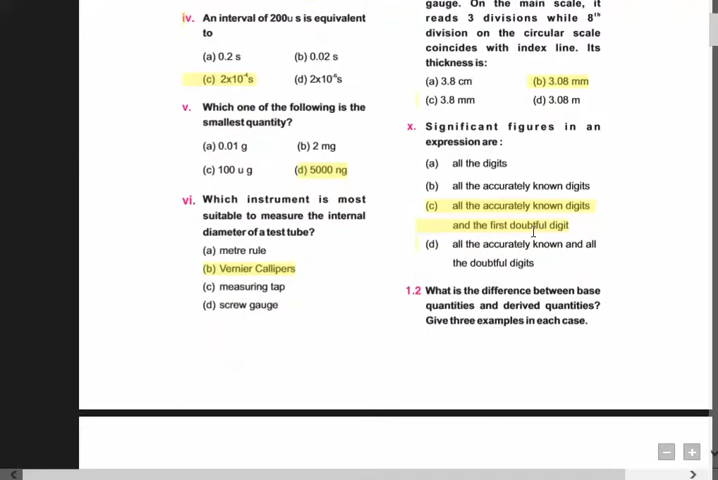 iv. An interval of 200u s is equivalent
to
(a) 0.2 s (b) 0.02 s
(c) 2x10⁻⁴s (d) 2x10⁻⁶s
v. Which one of the following is the
smallest quantity?
(a) 0.01 g (b) 2 mg
(c) 100 u g (d) 5000 ng
vi. Which instrument is most
suitable to measure the internal
diameter of a test tube?
(a) metre rule
(b) Vernier Callipers
(c) measuring tap
(d) screw gauge
gauge. On the main scale, it
reads 3 divisions while 8ᵗʰ
division on the circular scale
coincides with index line. Its
thickness is:
(a) 3.8 cm (b) 3.08 mm
(c) 3.8 mm (d) 3.08 m
x. Significant figures in an
expression are :
(a) all the digits
(b) all the accurately known digits
(c) all the accurately known digits
and the first doubtful digit
(d) all the accurately known and all
the doubtful digits
1.2 What is the difference between base
quantities and derived quantities?
Give three examples in each case.